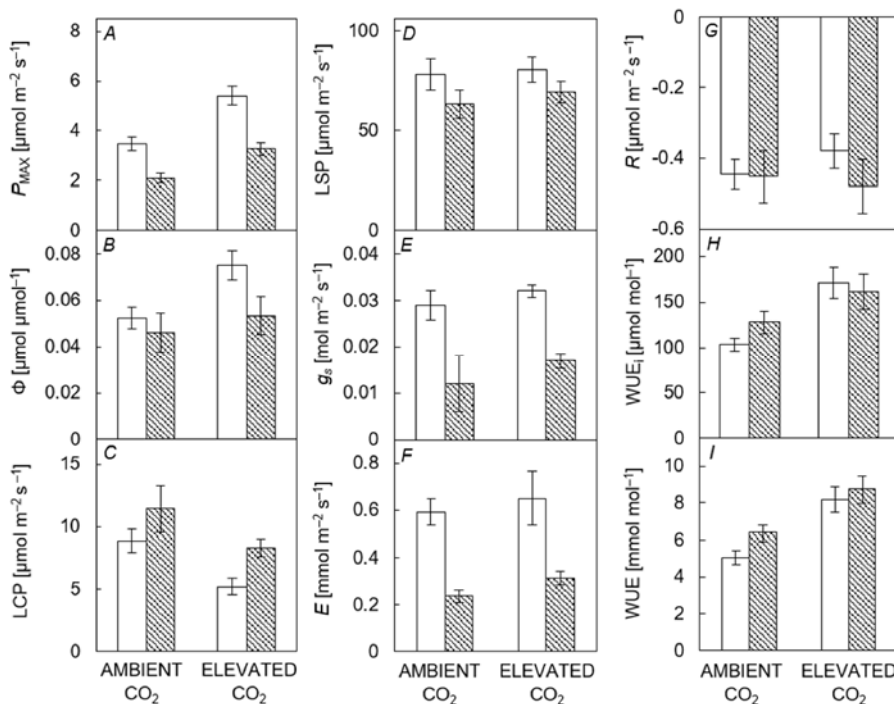 A
P_MAX [µmol m⁻² s⁻¹]
8
6
4
2
0
B
Φ [µmol µmol⁻¹]
0.08
0.06
0.04
0.02
0
C
LCP [µmol m⁻² s⁻¹]
15
10
5
0
AMBIENT ELEVATED
CO₂ CO₂
D
LSP [µmol m⁻² s⁻¹]
100
50
0
E
gₛ [mol m⁻² s⁻¹]
0.04
0.03
0.02
0.01
0
F
E [mmol m⁻² s⁻¹]
0.8
0.6
0.4
0.2
0
AMBIENT ELEVATED
CO₂ CO₂
G
R [µmol m⁻² s⁻¹]
0
-0.2
-0.4
-0.6
H
WUEᵢ [µmol mol⁻¹]
200
150
100
50
0
I
WUE [mmol mol⁻¹]
10
8
6
4
2
0
AMBIENT ELEVATED
CO₂ CO₂